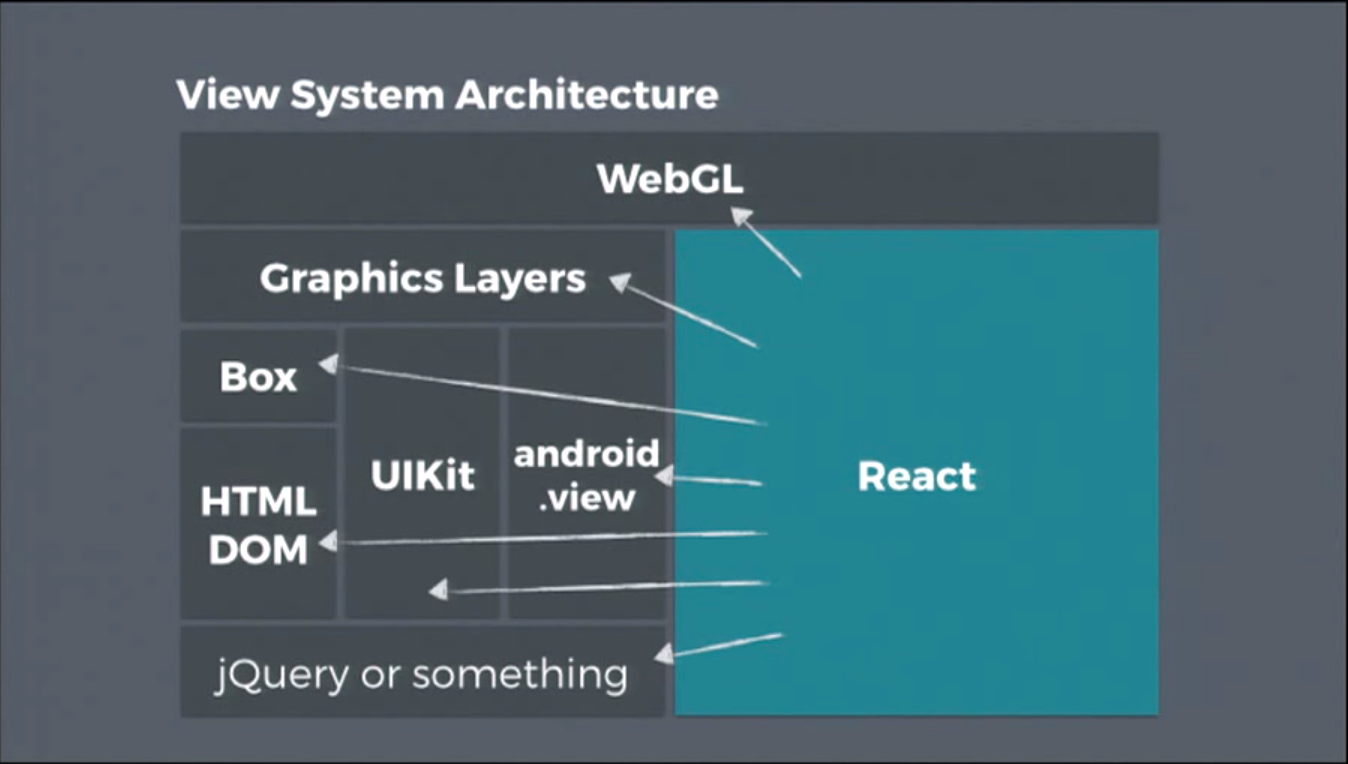 View System Architecture
WebGL
Graphics Layers
Box
UIKit
android
.view
React
HTML
DOM
jQuery or something